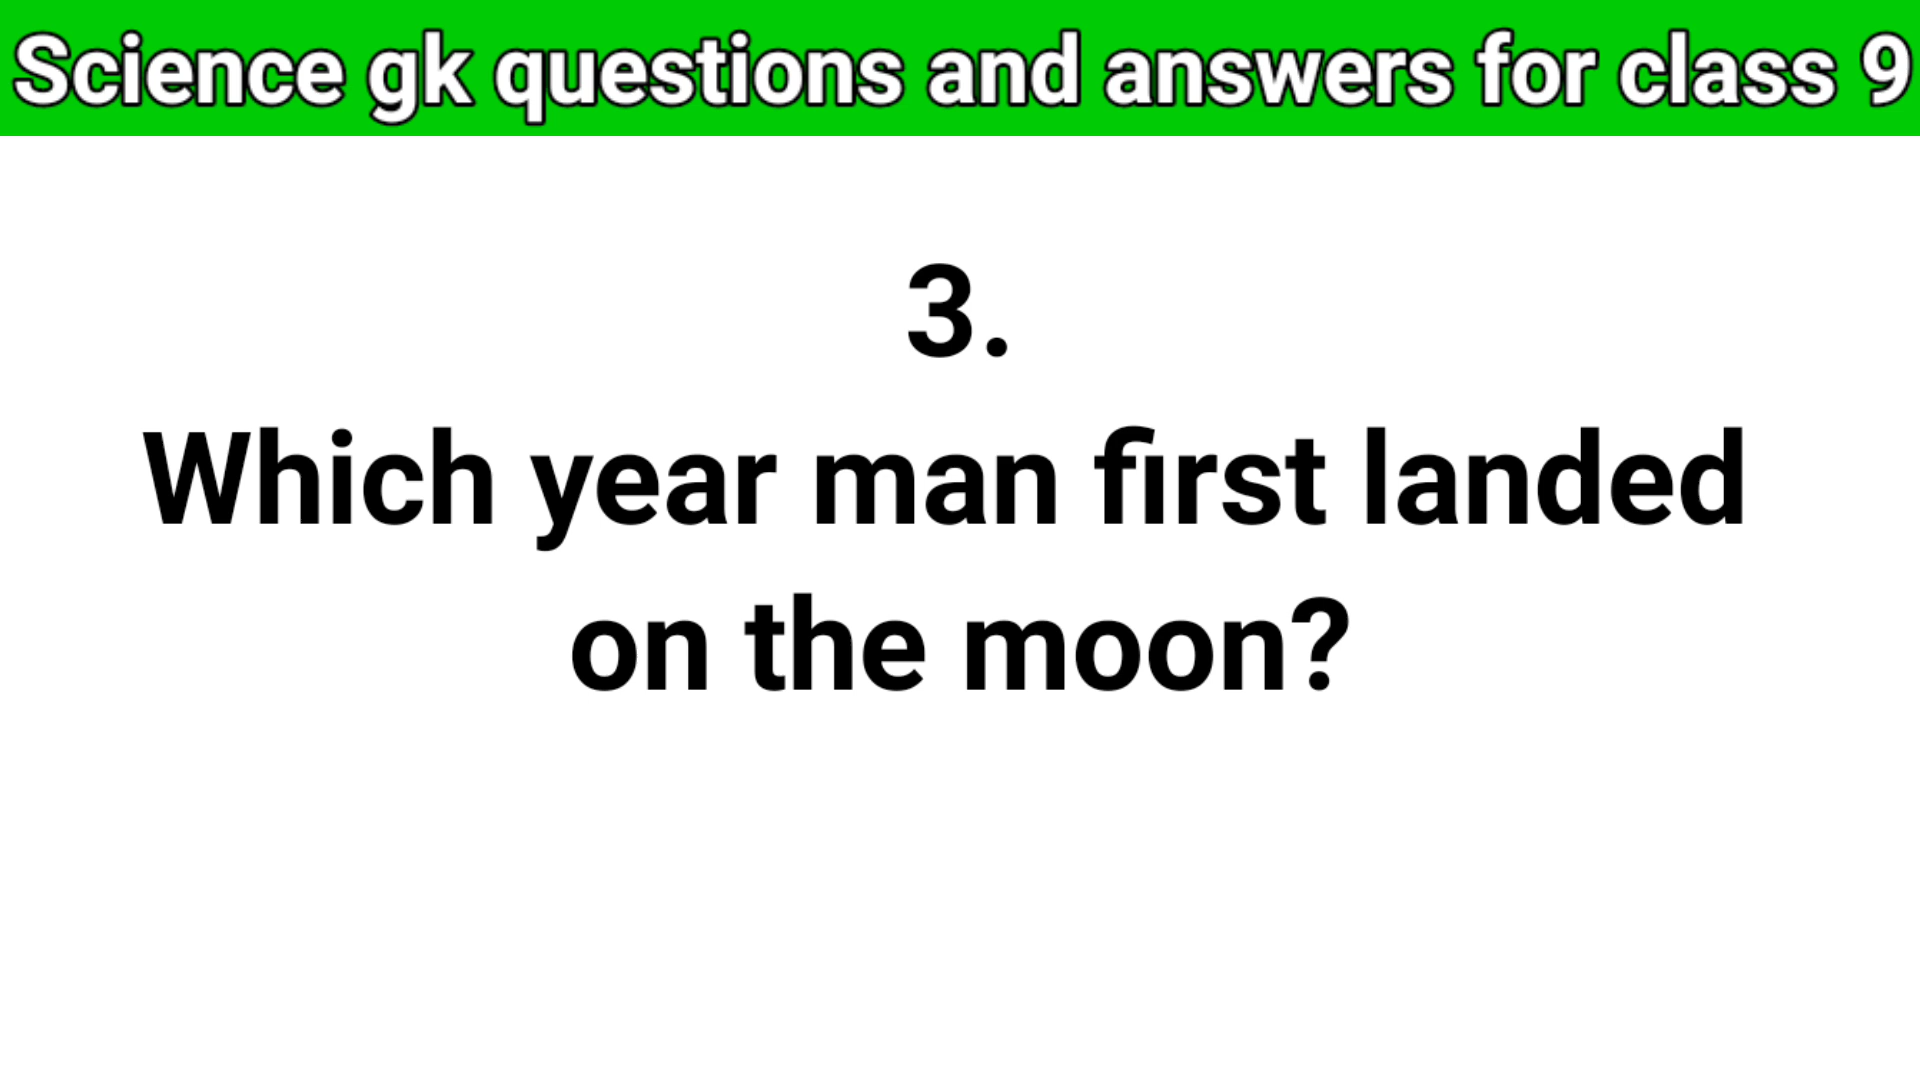 Science gk questions and answers for class 9
3.
Which year man first landed
on the moon?